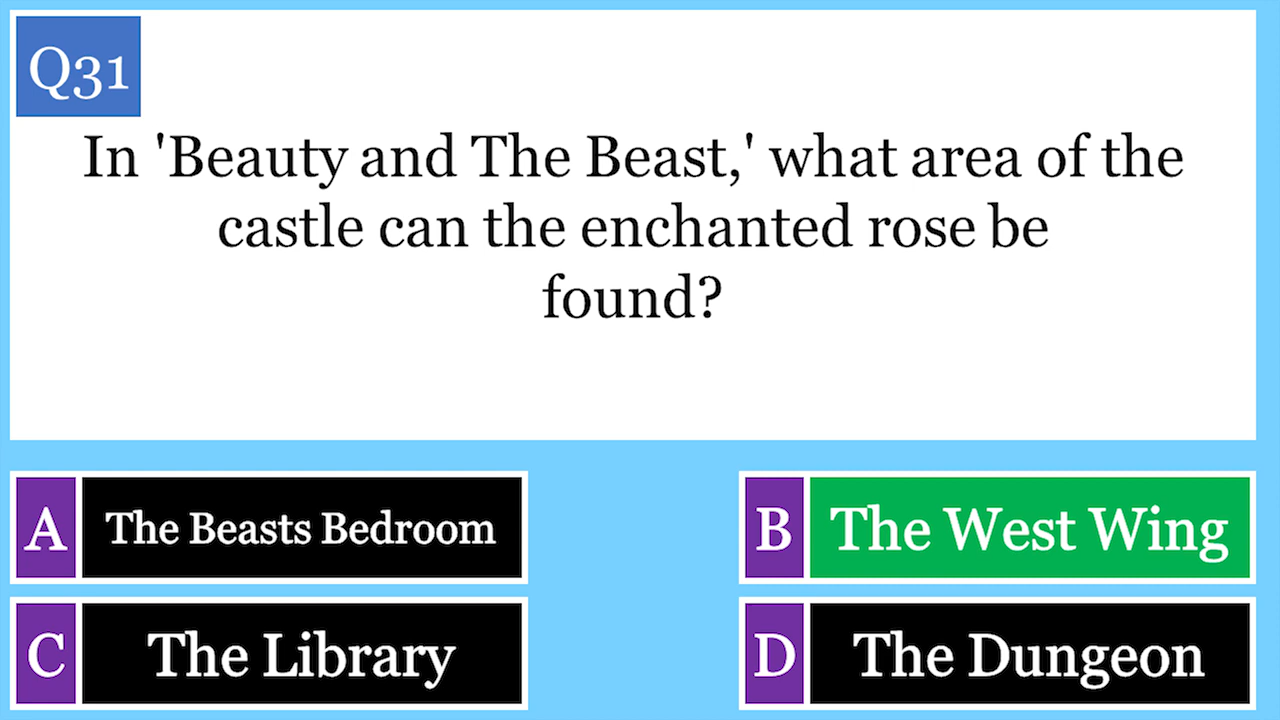 Q31
In 'Beauty and The Beast,' what area of the
castle can the enchanted rose be
found?
A The Beasts Bedroom
B The West Wing
C The Library
D The Dungeon